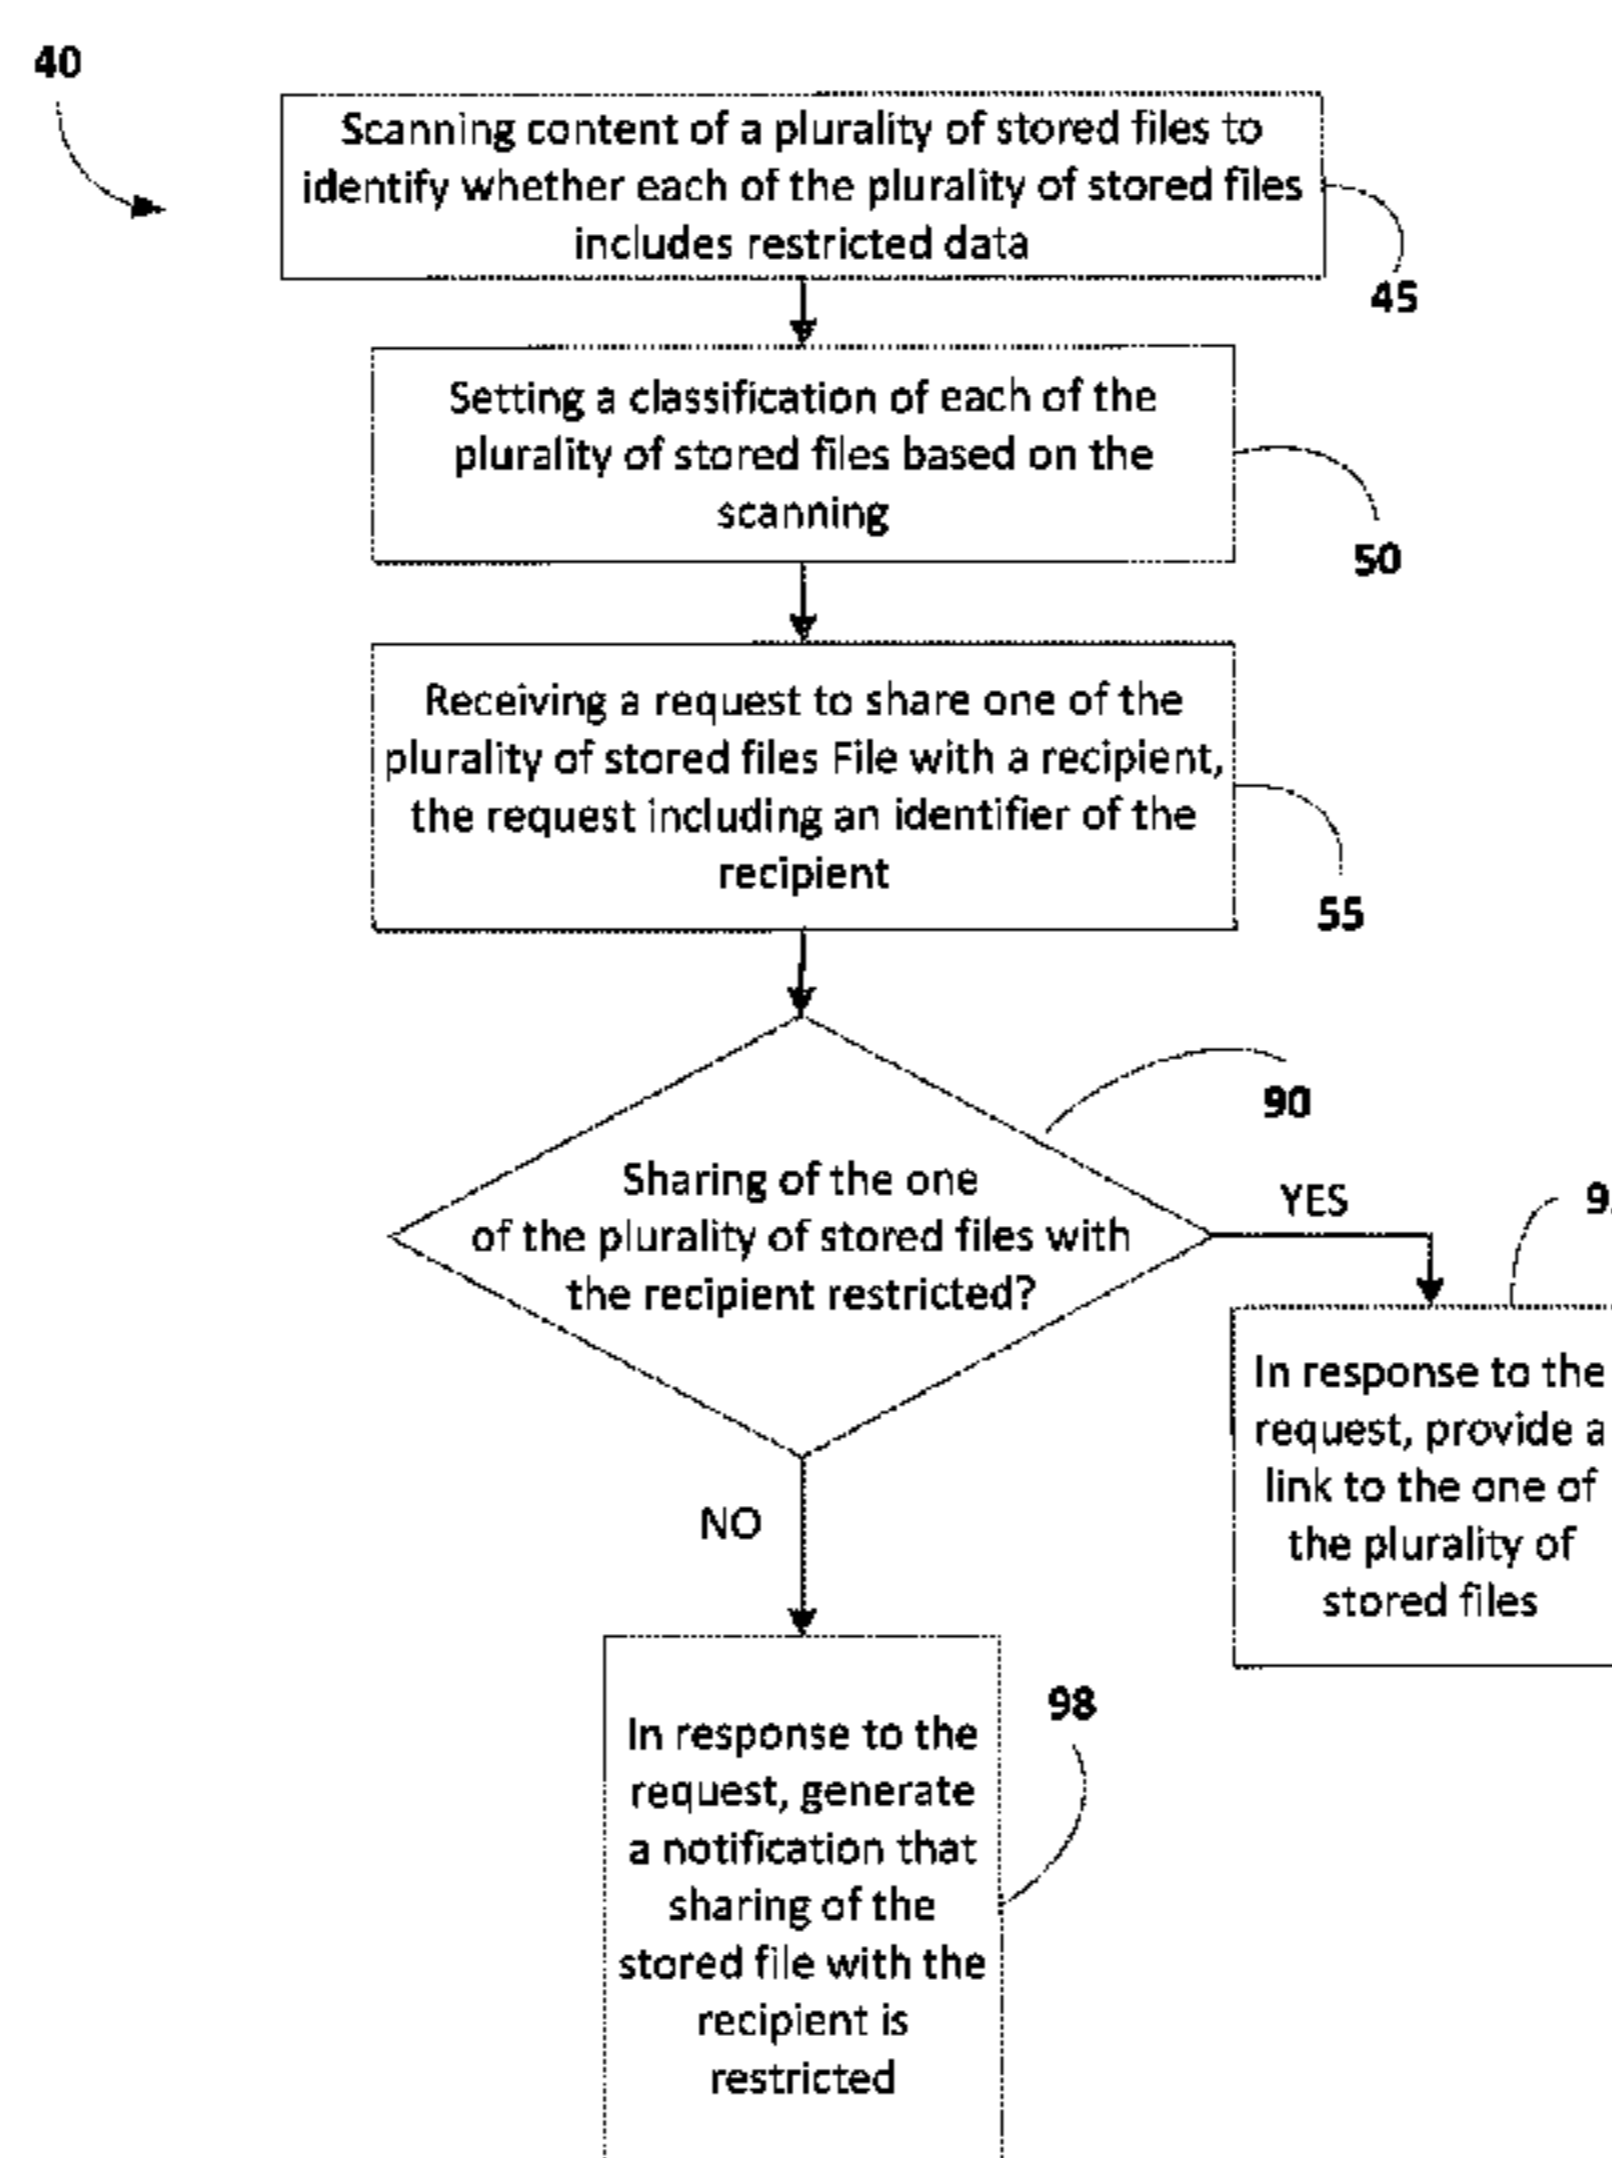 40
Scanning content of a plurality of stored files to
identify whether each of the plurality of stored files
includes restricted data
45
Setting a classification of each of the
plurality of stored files based on the
scanning
50
Receiving a request to share one of the
plurality of stored files File with a recipient,
the request including an identifier of the
recipient
55
90
Sharing of the one
of the plurality of stored files with
the recipient restricted?
YES
In response to the
request, provide a
link to the one of
the plurality of
stored files
NO
98
In response to the
request, generate
a notification that
sharing of the
stored file with the
recipient is
restricted